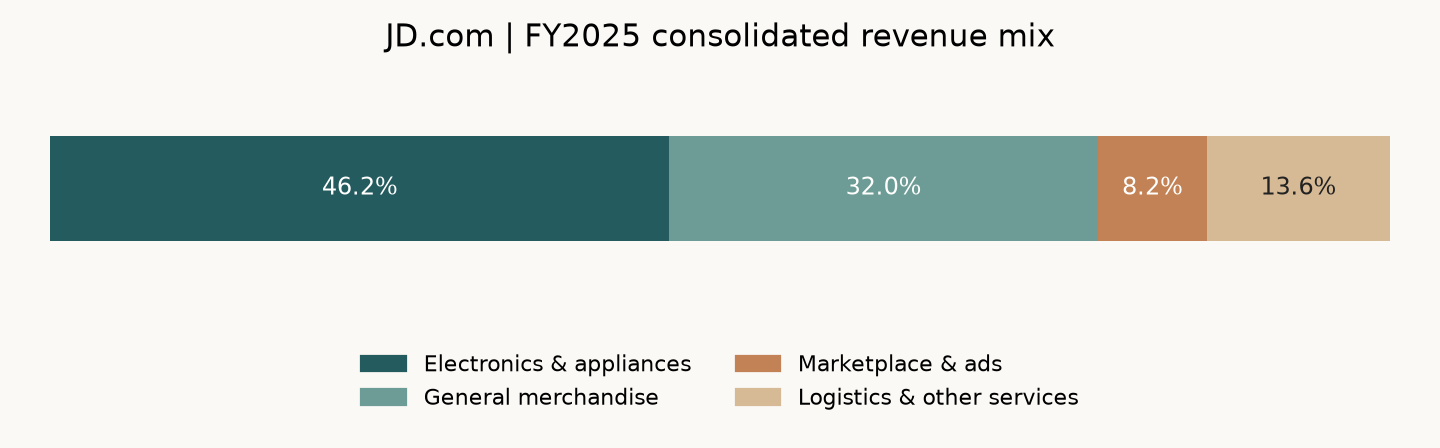 JD.com | FY2025 consolidated revenue mix
46.2% 32.0% 8.2% 13.6%
Electronics & appliances Marketplace & ads
General merchandise Logistics & other services